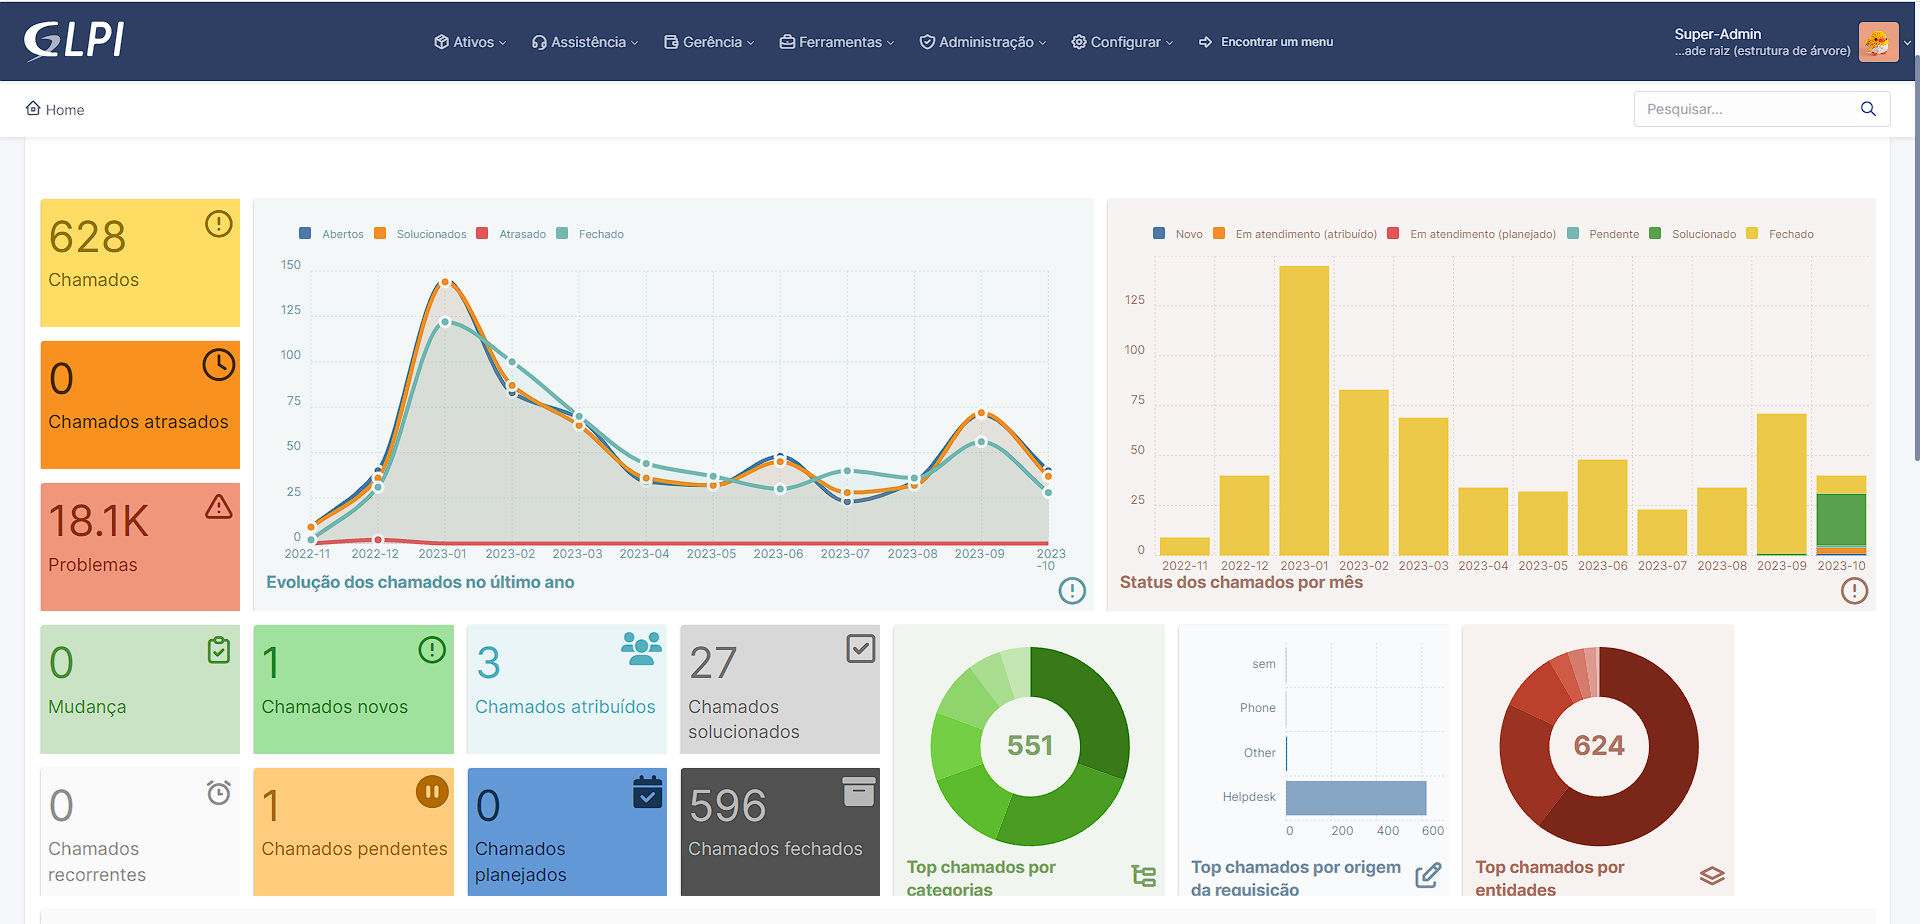 GLPI
Ativos
Assistência
Gerência
Ferramentas
Administração
Configurar
Encontrar um menu
Super-Admin
...ade raiz (estrutura de árvore)
Home
Pesquisar...
628
Chamados
0
Chamados atrasados
18.1K
Problemas
Abertos Solucionados Atrasado Fechado
150
125
100
75
50
25
0
2022-11 2022-12 2023-01 2023-02 2023-03 2023-04 2023-05 2023-06 2023-07 2023-08 2023-09 2023
-10
Evolução dos chamados no último ano
Novo Em atendimento (atribuído) Em atendimento (planejado) Pendente Solucionado Fechado
125
100
75
50
25
0
2022-11 2022-12 2023-01 2023-02 2023-03 2023-04 2023-05 2023-06 2023-07 2023-08 2023-09 2023-10
Status dos chamados por mês
0
Mudança
1
Chamados novos
3
Chamados atribuídos
27
Chamados
solucionados
0
Chamados
recorrentes
1
Chamados pendentes
0
Chamados
planejados
596
Chamados fechados
551
Top chamados por
categorias
sem
Phone
Other
Helpdesk
0 200 400 600
Top chamados por origem
da requisição
624
Top chamados por
entidades